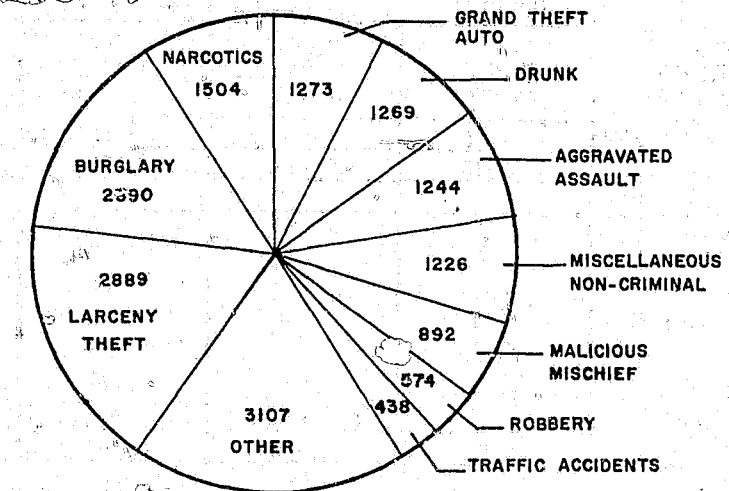 GRAND THEFT
AUTO
NARCOTICS
1504
1273
DRUNK
1269
BURGLARY
2390
AGGRAVATED
ASSAULT
1244
1226
MISCELLANEOUS
NON-CRIMINAL
2889
LARCENY
THEFT
892
MALICIOUS
MISCHIEF
574
438
3107
OTHER
ROBBERY
TRAFFIC ACCIDENTS